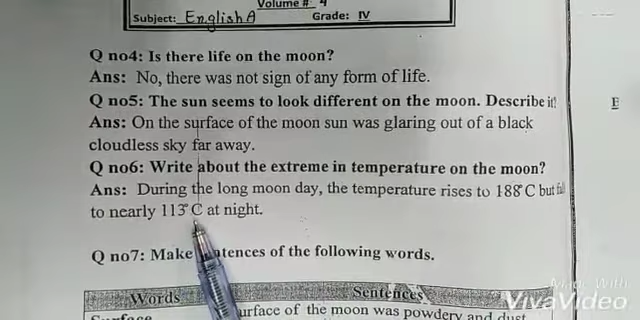 Volume # 4
Subject: English A Grade: IV
Q no4: Is there life on the moon?
Ans: No, there was not sign of any form of life.
Q no5: The sun seems to look different on the moon. Describe it!
Ans: On the surface of the moon sun was glaring out of a black
cloudless sky far away.
Q no6: Write about the extreme in temperature on the moon?
Ans: During the long moon day, the temperature rises to 188°C but
to nearly 113°C at night.
Q no7: Make sentences of the following words.
Words Sentences
Surface urface of the moon was powdery and dust
Made With
VivaVideo
E